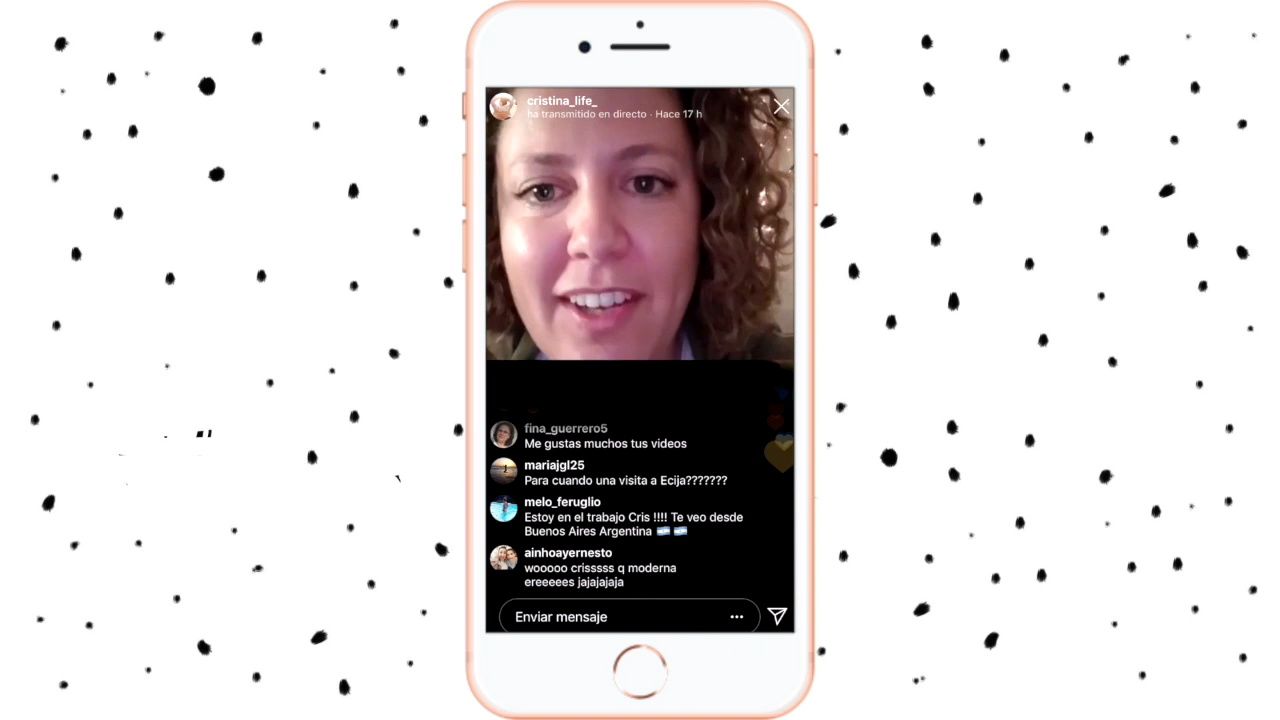 cristina_life_
ha transmitido en directo · Hace 17 h
fina_guerrero5
Me gustas muchos tus videos
mariajgl25
Para cuando una visita a Ecija???????
melo_feruglio
Estoy en el trabajo Cris !!!! Te veo desde
Buenos Aires Argentina 🇦🇷 🇦🇷
ainhoayernesto
wooooo crisssss q moderna
ereeeees jajajajaja
Enviar mensaje